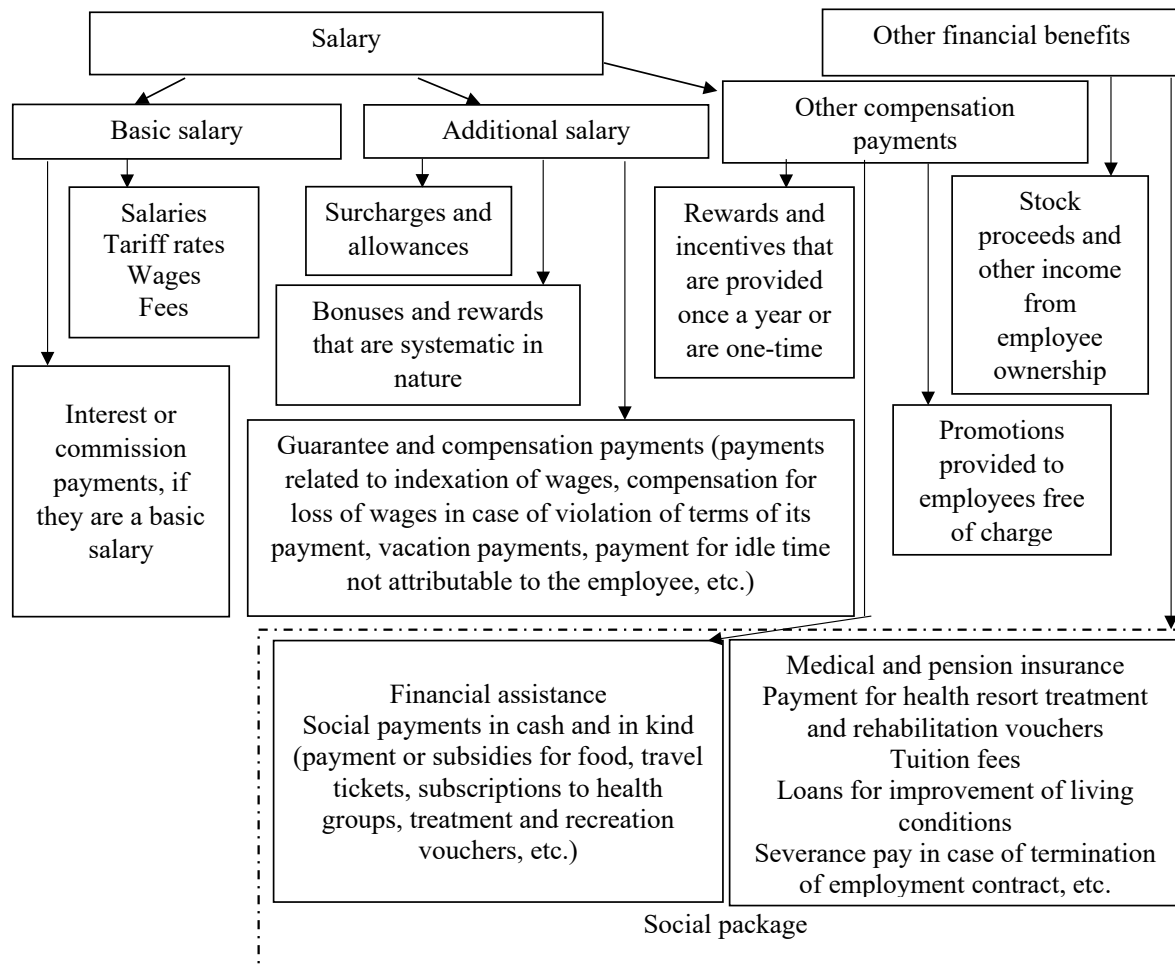 Salary
Other financial benefits
Basic salary
Additional salary
Other compensation
payments
Salaries
Tariff rates
Wages
Fees
Surcharges and
allowances
Rewards and
incentives that
are provided
once a year or
are one-time
Stock
proceeds and
other income
from
employee
ownership
Bonuses and rewards
that are systematic in
nature
Interest or
commission
payments, if
they are a basic
salary
Guarantee and compensation payments (payments
related to indexation of wages, compensation for
loss of wages in case of violation of terms of its
payment, vacation payments, payment for idle time
not attributable to the employee, etc.)
Promotions
provided to
employees free
of charge
Financial assistance
Social payments in cash and in kind
(payment or subsidies for food, travel
tickets, subscriptions to health
groups, treatment and recreation
vouchers, etc.)
Medical and pension insurance
Payment for health resort treatment
and rehabilitation vouchers
Tuition fees
Loans for improvement of living
conditions
Severance pay in case of termination
of employment contract, etc.
Social package